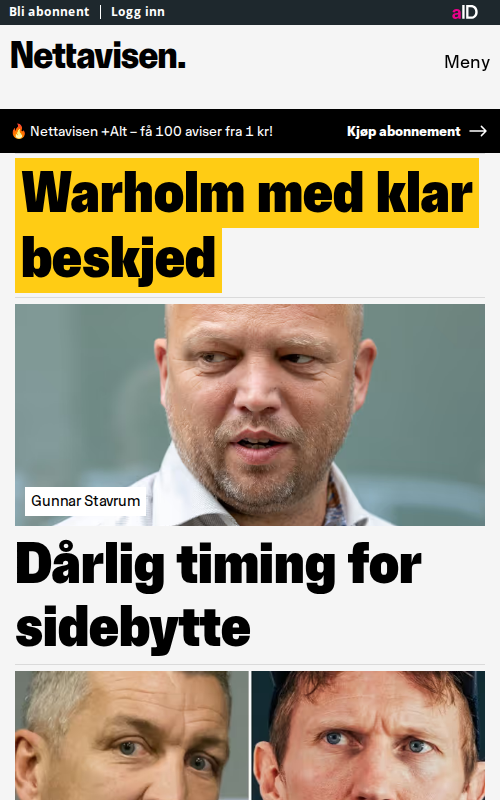 Bli abonnent
Logg inn
aID
Nettavisen.
Meny
🔥 Nettavisen +Alt – få 100 aviser fra 1 kr!
Kjøp abonnement →
Warholm med klar
beskjed
Gunnar Stavrum
Dårlig timing for
sidebytte